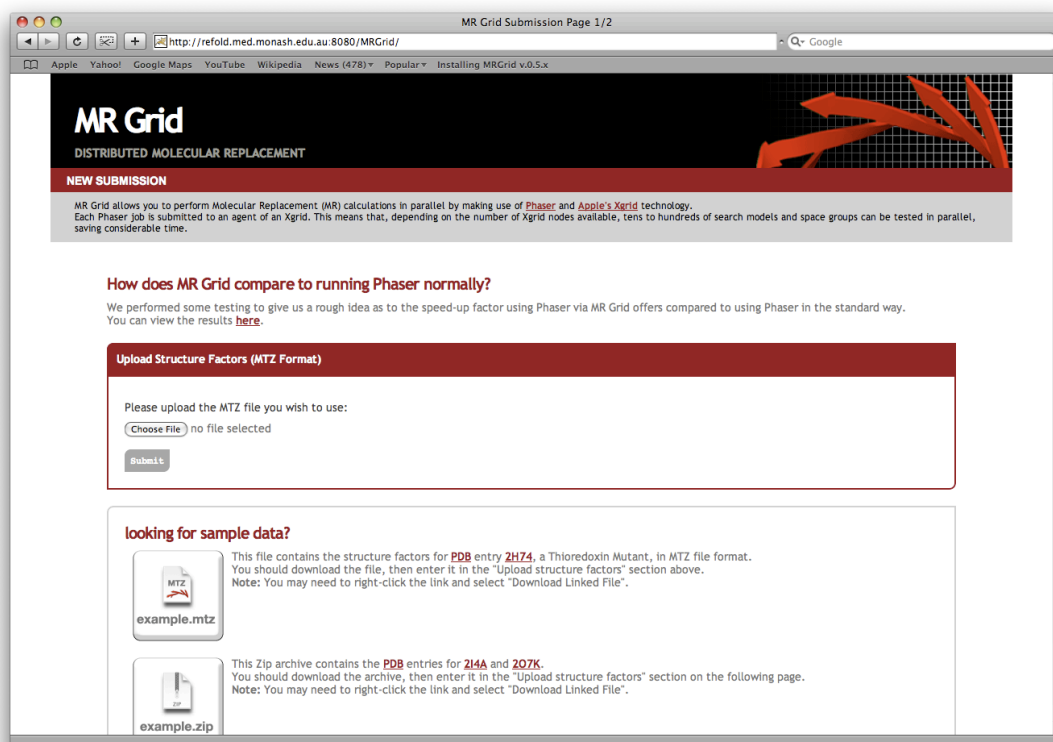 MR Grid Submission Page 1/2
http://refold.med.monash.edu.au:8080/MRGrid/
Google
Apple Yahoo! Google Maps YouTube Wikipedia News (478) Popular Installing MRGrid v.0.5.x
MR Grid
DISTRIBUTED MOLECULAR REPLACEMENT
NEW SUBMISSION
MR Grid allows you to perform Molecular Replacement (MR) calculations in parallel by making use of Phaser and Apple's Xgrid technology.
Each Phaser job is submitted to an agent of an Xgrid. This means that, depending on the number of Xgrid nodes available, tens to hundreds of search models and space groups can be tested in parallel,
saving considerable time.
How does MR Grid compare to running Phaser normally?
We performed some testing to give us a rough idea as to the speed-up factor using Phaser via MR Grid offers compared to using Phaser in the standard way.
You can view the results here.
Upload Structure Factors (MTZ Format)
Please upload the MTZ file you wish to use:
Choose File no file selected
Submit
looking for sample data?
This file contains the structure factors for PDB entry 2H74, a Thioredoxin Mutant, in MTZ file format.
You should download the file, then enter it in the "Upload structure factors" section above.
Note: You may need to right-click the link and select "Download Linked File".
MTZ
example.mtz
This Zip archive contains the PDB entries for 2I4A and 2O7K.
You should download the archive, then enter it in the "Upload structure factors" section on the following page.
Note: You may need to right-click the link and select "Download Linked File".
ZIP
example.zip